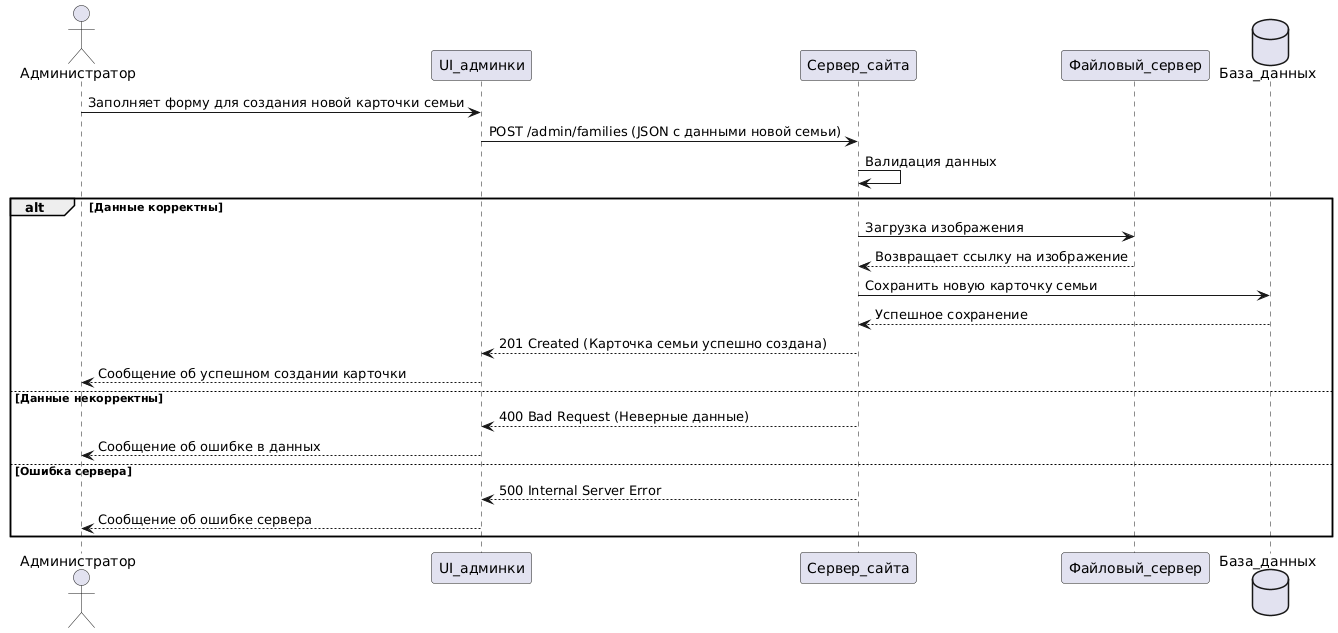 Администратор
UI_админки
Сервер_сайта
Файловый_сервер
База_данных
Заполняет форму для создания новой карточки семьи
POST /admin/families (JSON с данными новой семьи)
Валидация данных
alt
[Данные корректны]
Загрузка изображения
Возвращает ссылку на изображение
Сохранить новую карточку семьи
Успешное сохранение
201 Created (Карточка семьи успешно создана)
Сообщение об успешном создании карточки
[Данные некорректны]
400 Bad Request (Неверные данные)
Сообщение об ошибке в данных
[Ошибка сервера]
500 Internal Server Error
Сообщение об ошибке сервера
Администратор
UI_админки
Сервер_сайта
Файловый_сервер
База_данных